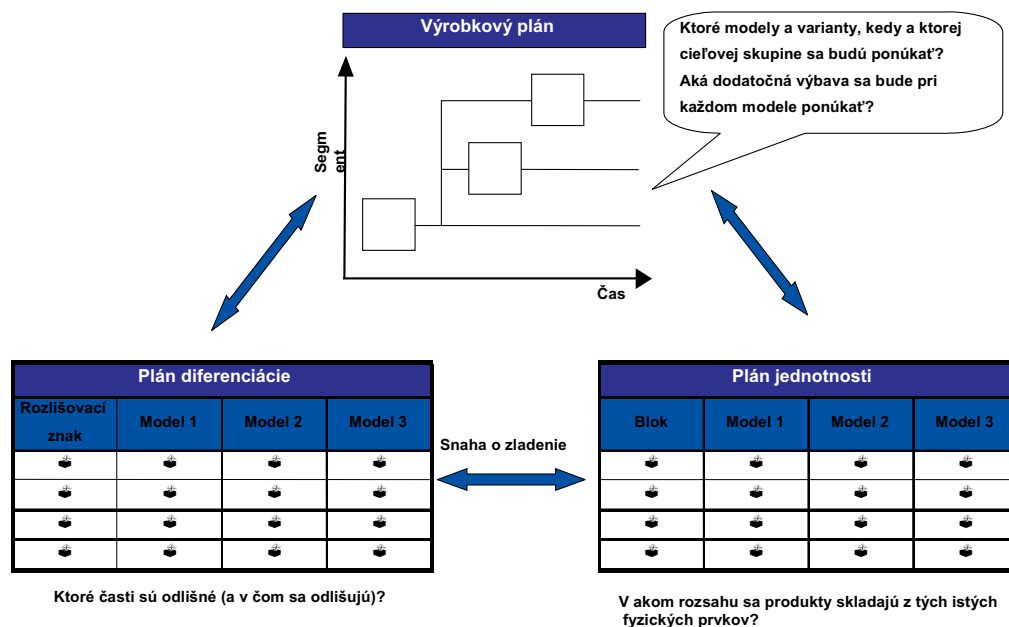 Výrobkový plán
Ktoré modely a varianty, kedy a ktorej
cieľovej skupine sa budú ponúkať?
Aká dodatočná výbava sa bude pri
každom modele ponúkať?
Segm
ent
Čas
Plán diferenciácie
Rozlišovací
znak
Model 1
Model 2
Model 3
Snaha o zladenie
Plán jednotnosti
Blok
Model 1
Model 2
Model 3
Ktoré časti sú odlišné (a v čom sa odlišujú)?
V akom rozsahu sa produkty skladajú z tých istých
fyzických prvkov?